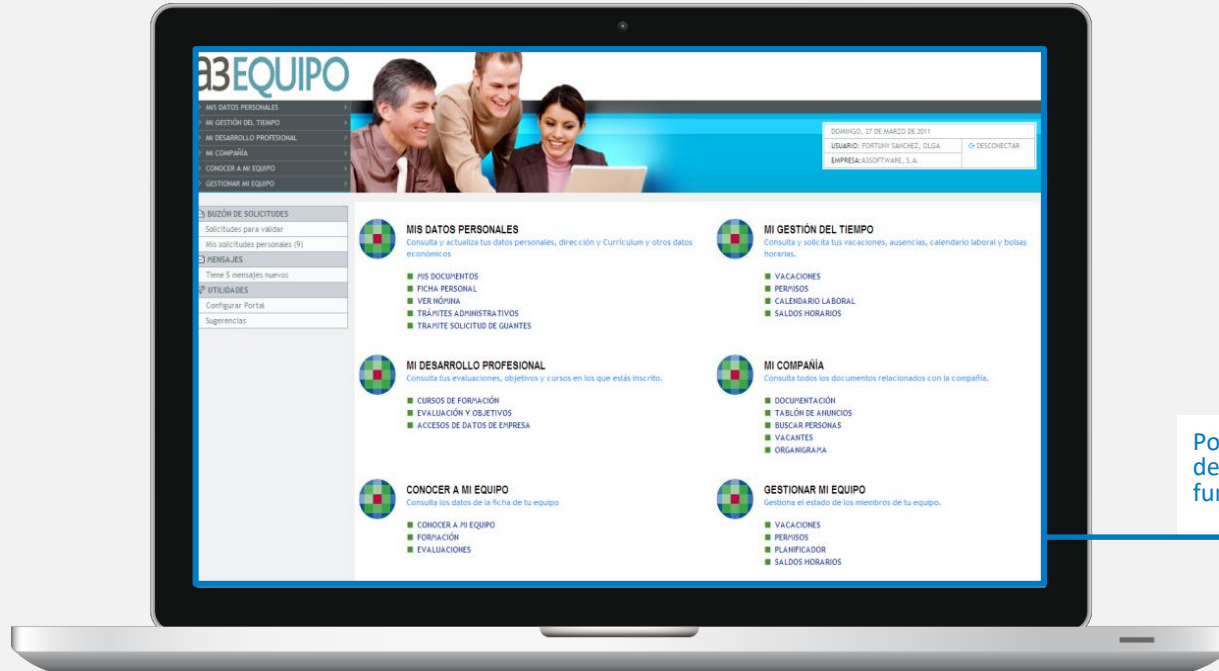 a3EQUIPO
MIS DATOS PERSONALES
MI GESTIÓN DEL TIEMPO
MI DESARROLLO PROFESIONAL
MI COMPAÑÍA
CONOCER A MI EQUIPO
GESTIONAR MI EQUIPO
DOMINGO, 27 DE MARZO DE 2011
USUARIO: FORTUNY SANCHEZ, OLGA
DESCONECTAR
EMPRESA: A3SOFTWARE, S.A.
BUZÓN DE SOLICITUDES
Solicitudes para validar
Mis solicitudes personales (9)
MENSAJES
Tiene 5 mensajes nuevos
UTILIDADES
Configurar Portal
Sugerencias
MIS DATOS PERSONALES
Consulta y actualiza tus datos personales, dirección y Currículum y otros datos
económicos
MIS DOCUMENTOS
FICHA PERSONAL
VER NÓMINA
TRÁMITES ADMINISTRATIVOS
TRAMITE SOLICITUD DE GUANTES
MI GESTIÓN DEL TIEMPO
Consulta y solicita tus vacaciones, ausencias, calendario laboral y bolsas
horarias.
VACACIONES
PERMISOS
CALENDARIO LABORAL
SALDOS HORARIOS
MI DESARROLLO PROFESIONAL
Consulta tus evaluaciones, objetivos y cursos en los que estás inscrito.
CURSOS DE FORMACIÓN
EVALUACIÓN Y OBJETIVOS
ACCESOS DE DATOS DE EMPRESA
MI COMPAÑÍA
Consulta todos los documentos relacionados con la compañía.
DOCUMENTACIÓN
TABLÓN DE ANUNCIOS
BUSCAR PERSONAS
VACANTES
ORGANIGRAMA
CONOCER A MI EQUIPO
Consulta los datos de la ficha de tu equipo
CONOCER A MI EQUIPO
FORMACIÓN
EVALUACIONES
GESTIONAR MI EQUIPO
Gestiona el estado de los miembros de tu equipo.
VACACIONES
PERMISOS
PLANIFICADOR
SALDOS HORARIOS
Po
de
fu